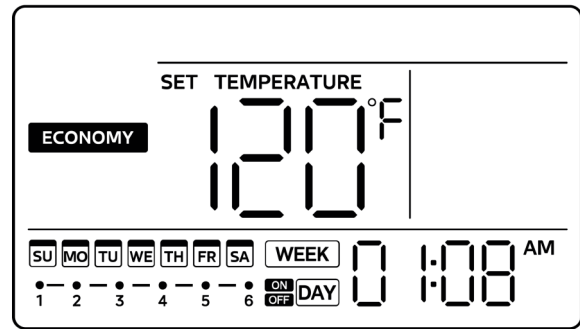 SET TEMPERATURE
ECONOMY
120°F
SU MO TU WE TH FR SA WEEK
01:08 AM
1 2 3 4 5 6
ON OFF DAY